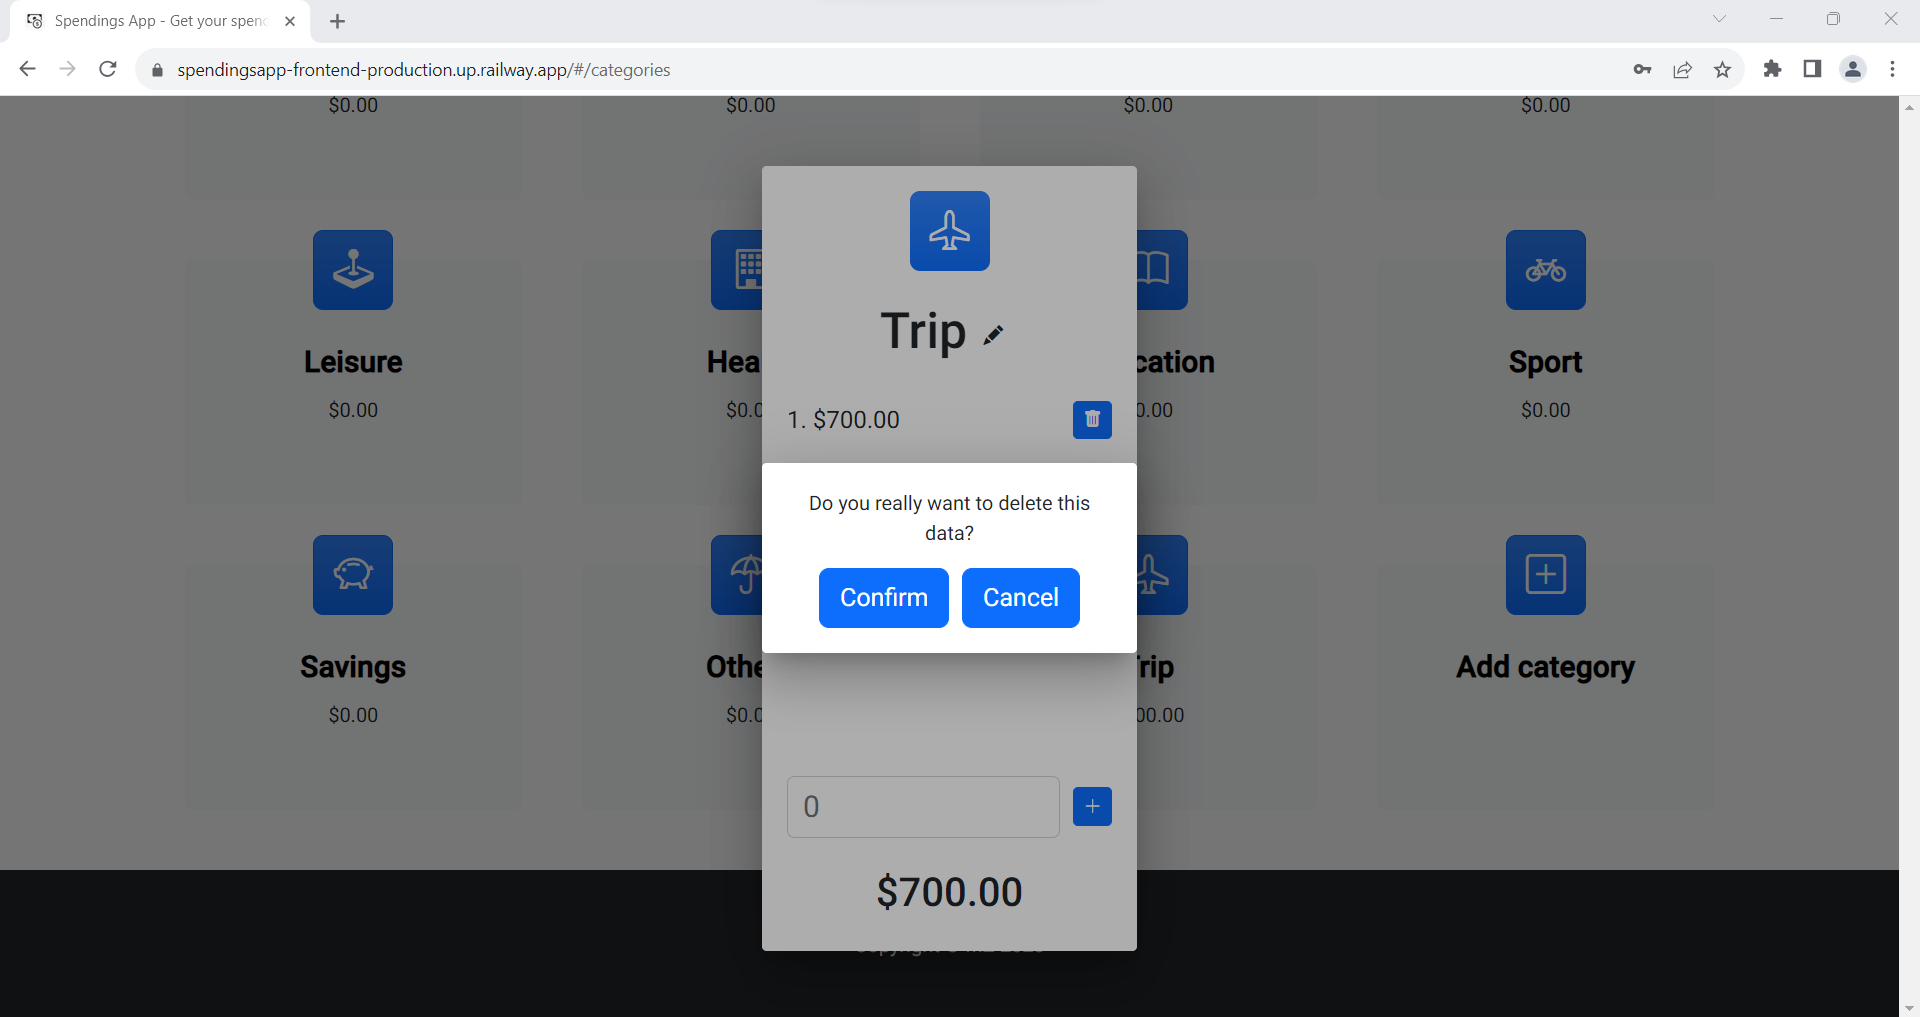 Spendings App - Get your spen
spendingsapp-frontend-production.up.railway.app/#/categories
$0.00
$0.00
$0.00
$0.00
Leisure
$0.00
Hea
$0.0
cation
0.00
Sport
$0.00
Trip
1. $700.00
Do you really want to delete this
data?
Confirm
Cancel
Savings
$0.00
Othe
$0.0
rip
00.00
Add category
0
$700.00